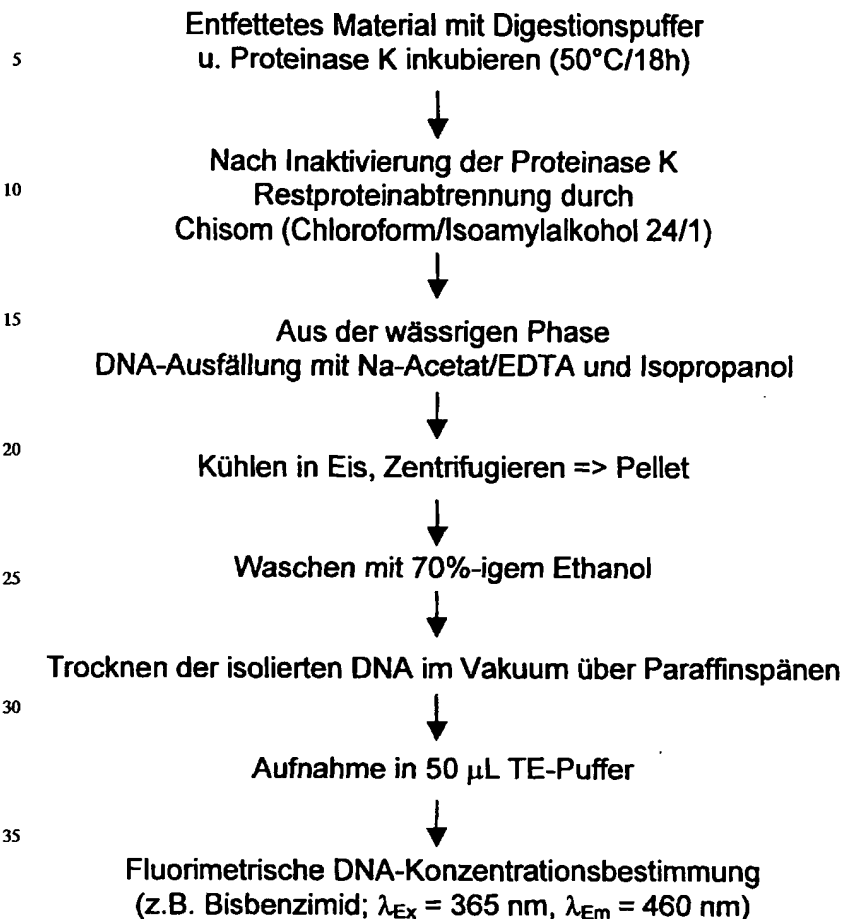 Entfettetes Material mit Digestionspuffer
5 u. Proteinase K inkubieren (50°C/18h)
Nach Inaktivierung der Proteinase K
10 Restproteinabtrennung durch
Chisom (Chloroform/Isoamylalkohol 24/1)
15 Aus der wässrigen Phase
DNA-Ausfällung mit Na-Acetat/EDTA und Isopropanol
20 Kühlen in Eis, Zentrifugieren => Pellet
25 Waschen mit 70%-igem Ethanol
Trocknen der isolierten DNA im Vakuum über Paraffinspänen
30
Aufnahme in 50 µL TE-Puffer
35
Fluorimetrische DNA-Konzentrationsbestimmung
(z.B. Bisbenzimid; λEx = 365 nm, λEm = 460 nm)